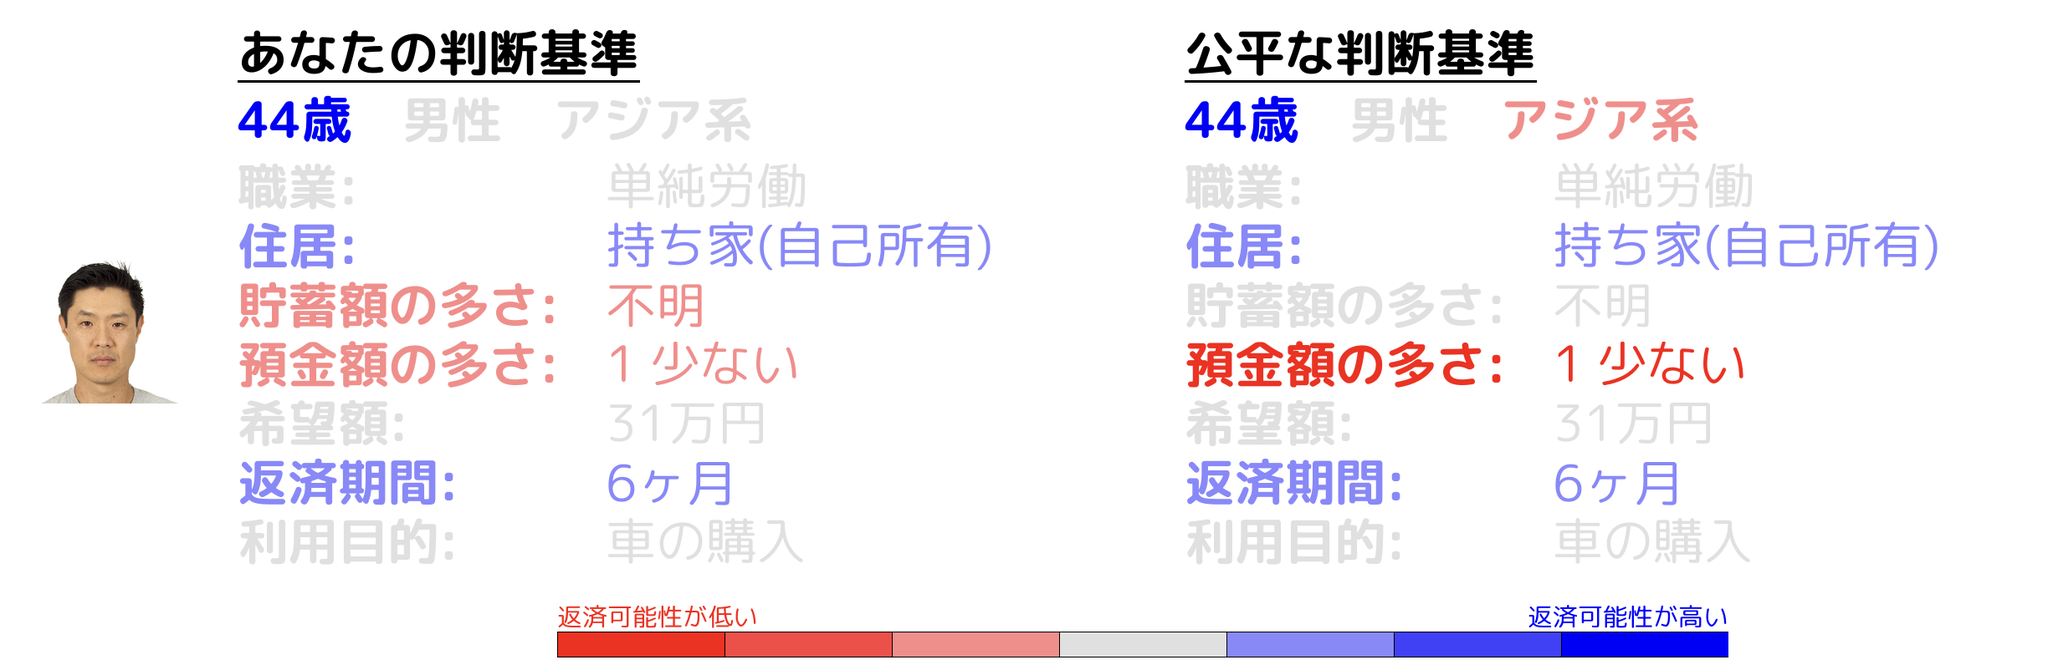 あなたの判断基準
44歳 男性 アジア系
職業: 単純労働
住居: 持ち家(自己所有)
貯蓄額の多さ: 不明
預金額の多さ: 1 少ない
希望額: 31万円
返済期間: 6ヶ月
利用目的: 車の購入
公平な判断基準
44歳 男性 アジア系
職業: 単純労働
住居: 持ち家(自己所有)
貯蓄額の多さ: 不明
預金額の多さ: 1 少ない
希望額: 31万円
返済期間: 6ヶ月
利用目的: 車の購入
返済可能性が低い
返済可能性が高い